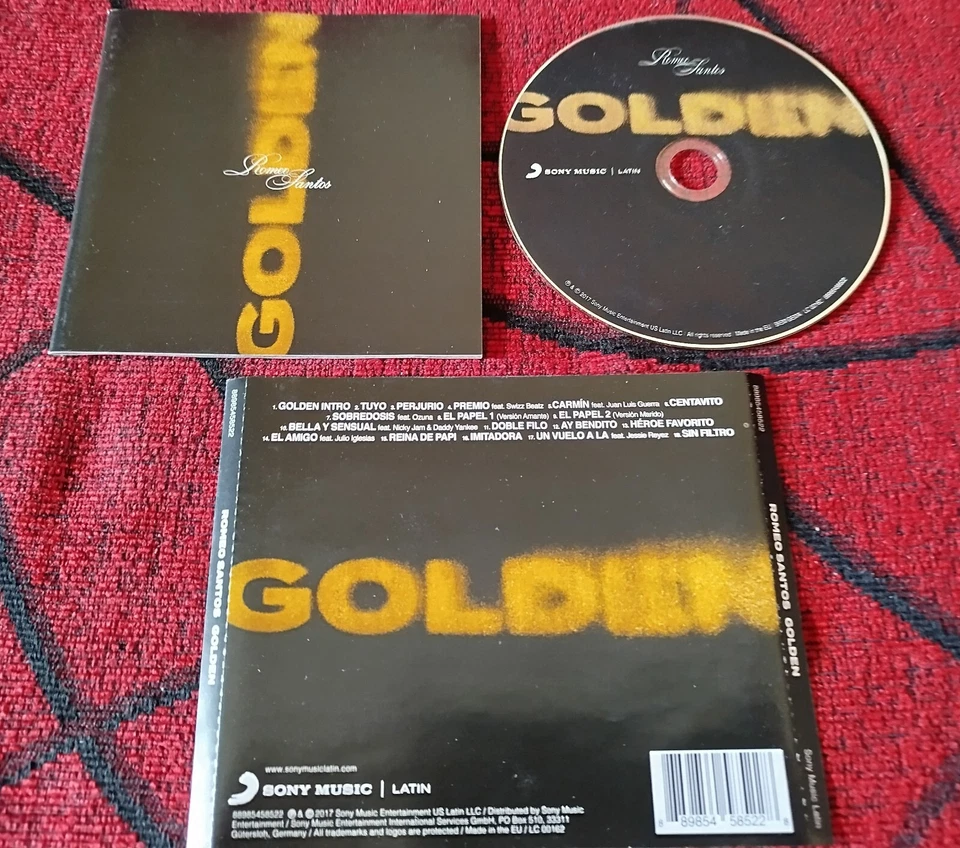 GOLDEN
Romeo
Santos
Romeo
Santos
GOLDEN
SONY MUSIC | LATIN
℗ & © 2017 Sony Music Entertainment US Latin LLC / All rights reserved Made in the EU
88985458522
ROMEO SANTOS GOLDEN
1. GOLDEN INTRO 2. TUYO 3. PERJURIO 4. PREMIO feat. Swizz Beatz 5. CARMÍN feat. Juan Luis Guerra 6. CENTAVITO
7. SOBREDOSIS feat. Ozuna 8. EL PAPEL 1 (Versión Amante) 9. EL PAPEL 2 (Versión Marido)
10. BELLA Y SENSUAL feat. Nicky Jam & Daddy Yankee 11. DOBLE FILO 12. AY BENDITO 13. HÉROE FAVORITO
14. EL AMIGO feat. Julio Iglesias 15. REINA DE PAPI 16. IMITADORA 17. UN VUELO A LA feat. Jessie Reyez 18. SIN FILTRO
GOLDEN
88985458522
ROMEO SANTOS GOLDEN
Sony Music Latin
www.sonymusiclatin.com
SONY MUSIC | LATIN
88985458522 ℗ & © 2017 Sony Music Entertainment US Latin LLC / Distributed by Sony Music
Entertainment / Sony Music Entertainment International Services GmbH, PO Box 510, 33311
Gütersloh, Germany / All trademarks and logos are protected / Made in the EU / LC 00162
8 89854 58522 8